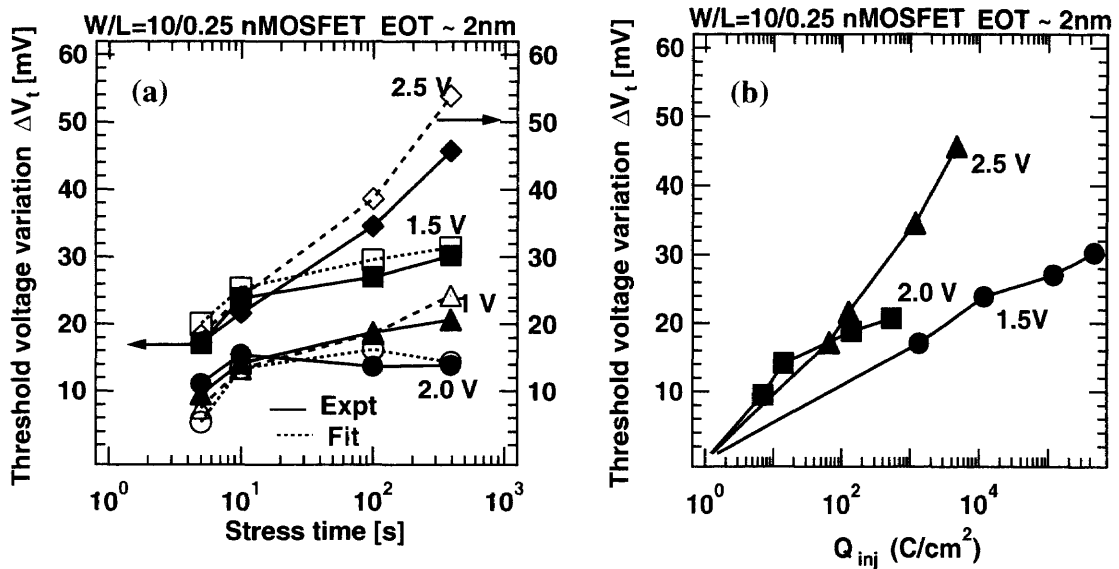 W/L=10/0.25 nMOSFET EOT ~ 2nm
Threshold voltage variation ΔVt [mV]
60
50
40
30
20
10
60
50
40
30
20
10
(a)
2.5 V
1.5 V
1 V
2.0 V
Expt
Fit
10^0
10^1
10^2
10^3
Stress time [s]
W/L=10/0.25 nMOSFET EOT ~ 2nm
Threshold voltage variation ΔVt [mV]
60
50
40
30
20
10
(b)
2.5 V
2.0 V
1.5V
10^0
10^2
10^4
Qinj (C/cm^2)